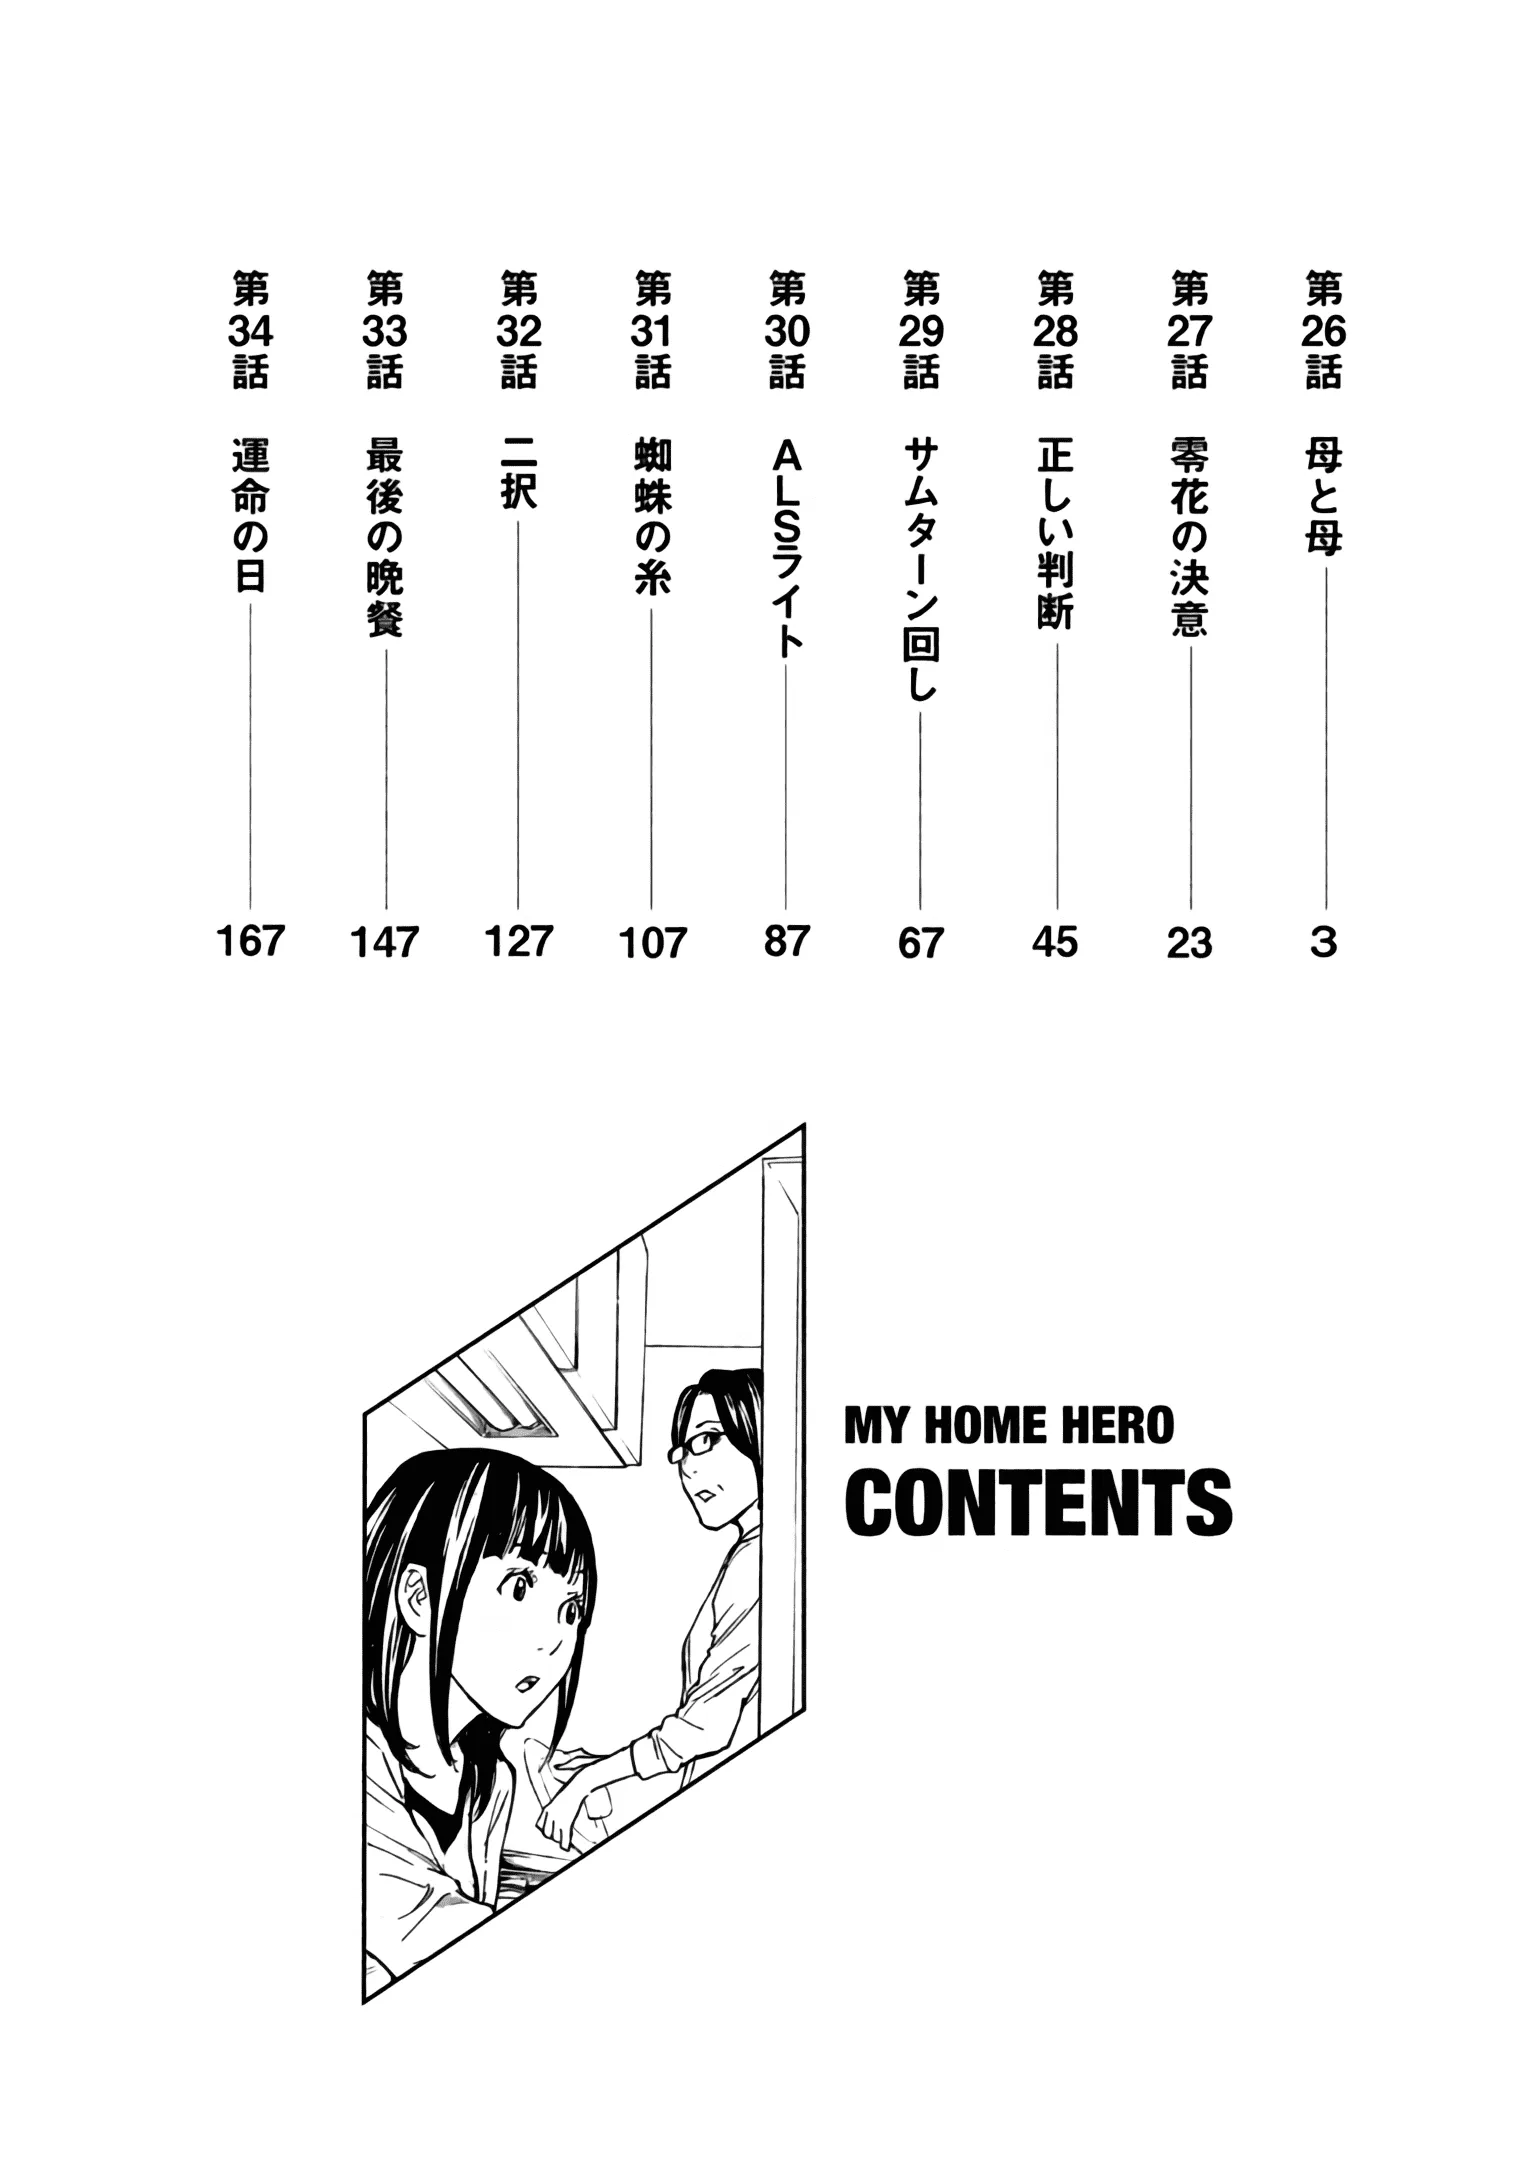 第26話 母と母 3
第27話 零花の決意 23
第28話 正しい判断 45
第29話 サムターン回し 67
第30話 ALSライト 87
第31話 蜘蛛の糸 107
第32話 二択 127
第33話 最後の晩餐 147
第34話 運命の日 167
MY HOME HERO
CONTENTS